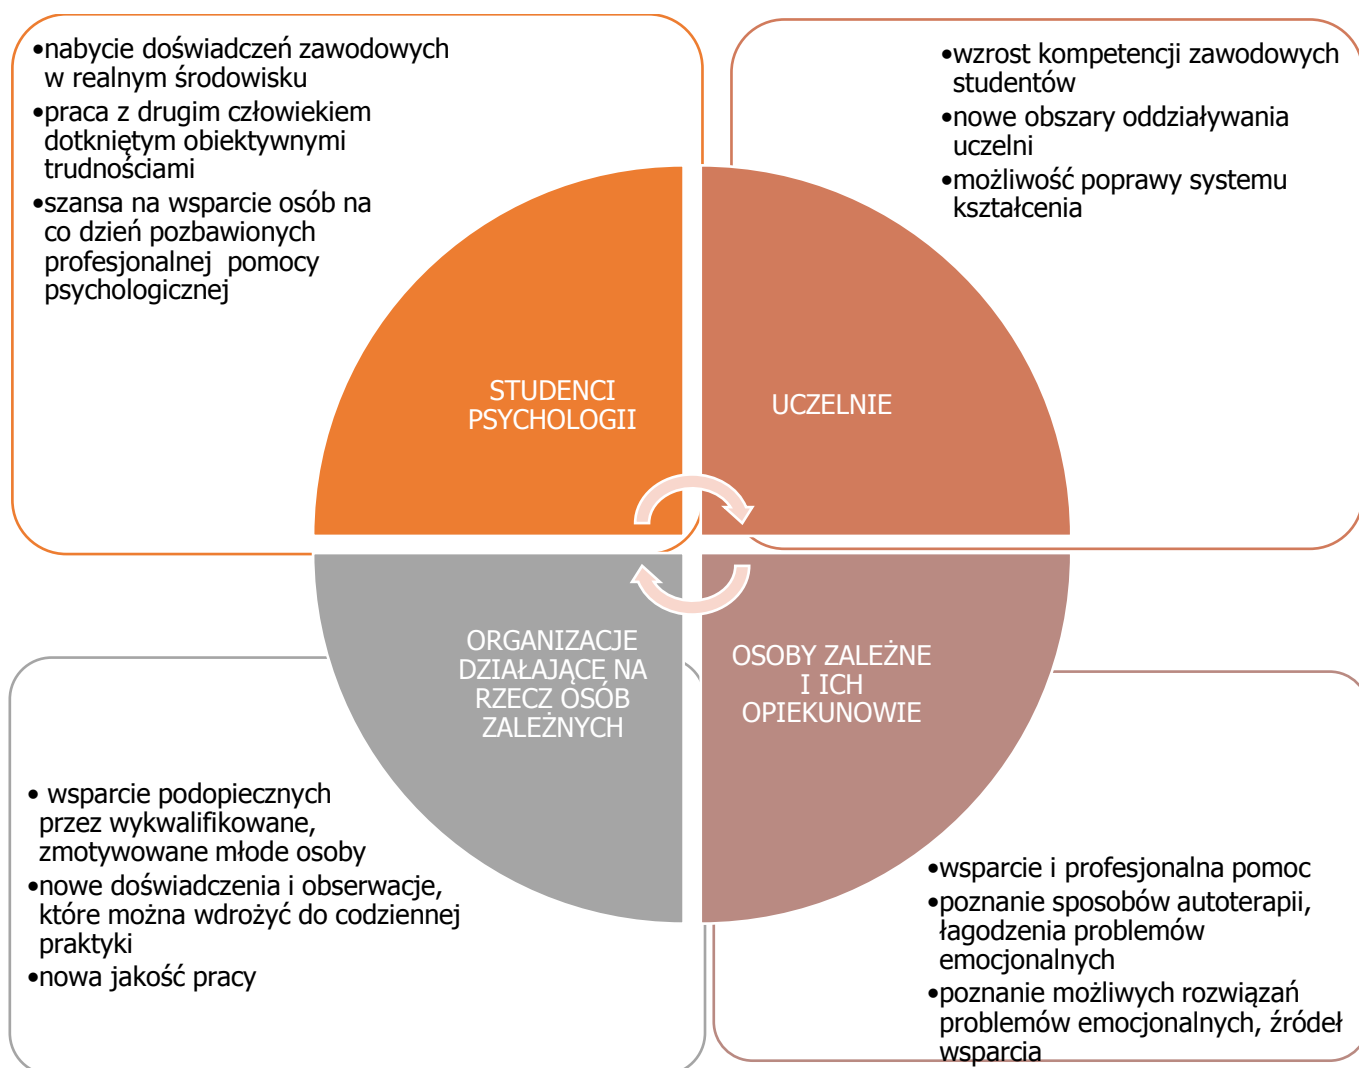 •nabycie doświadczeń zawodowych
w realnym środowisku
•praca z drugim człowiekiem
dotkniętym obiektywnymi
trudnościami
•szansa na wsparcie osób na
co dzień pozbawionych
profesjonalnej pomocy
psychologicznej
•wzrost kompetencji zawodowych
studentów
•nowe obszary oddziaływania
uczelni
•możliwość poprawy systemu
kształcenia
STUDENCI
PSYCHOLOGII
UCZELNIE
ORGANIZACJE
DZIAŁAJĄCE NA
RZECZ OSÓB
ZALEŻNYCH
OSOBY ZALEŻNE
I ICH
OPIEKUNOWIE
• wsparcie podopiecznych
przez wykwalifikowane,
zmotywowane młode osoby
•nowe doświadczenia i obserwacje,
które można wdrożyć do codziennej
praktyki
•nowa jakość pracy
•wsparcie i profesjonalna pomoc
•poznanie sposobów autoterapii,
łagodzenia problemów
emocjonalnych
•poznanie możliwych rozwiązań
problemów emocjonalnych, źródeł
wsparcia